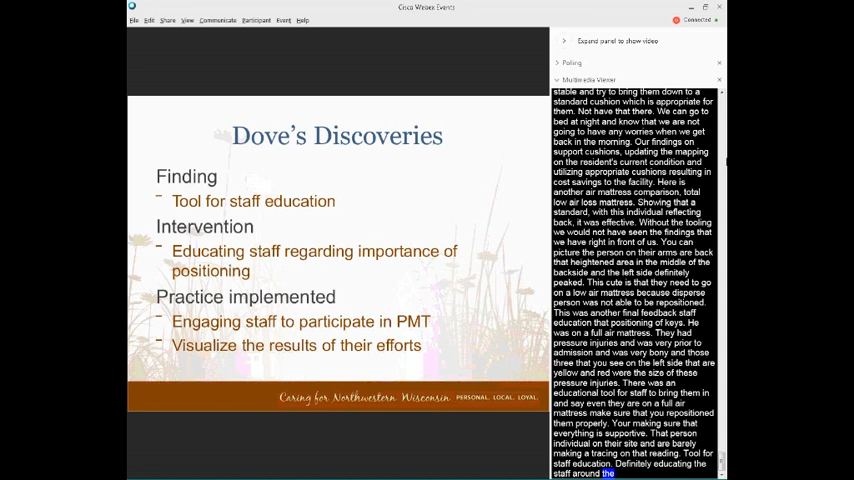 Cisco Webex Events
File Edit Share View Communicate Participant Event Help
Connected
Expand panel to show video
Polling
Multimedia Viewer
Dove's Discoveries
Finding
- Tool for staff education
Intervention
- Educating staff regarding importance of
positioning
Practice implemented
- Engaging staff to participate in PMT
- Visualize the results of their efforts
Caring for Northwestern Wisconsin PERSONAL. LOCAL. LOYAL.
stable and try to bring them down to a
standard cushion which is appropriate for
them. Not have that there. We can go to
bed at night and know that we are not
going to have any worries when we get
back in the morning. Our findings on
support cushions, updating the mapping
on the resident's current condition and
utilizing appropriate cushions resulting in
cost savings to the facility. Here is
another air mattress comparison, total
low air loss mattress. Showing that a
standard, with this individual reflecting
back, it was effective. Without the tooling
we would not have seen the findings that
we have right in front of us. You can
picture the person on their arms are back
that heightened area in the middle of the
backside and the left side definitely
peaked. This cute is that they need to go
on a low air mattress because disperse
person was not able to be repositioned.
This was another final feedback staff
education that positioning of keys. He
was on a full air mattress. They had
pressure injuries and was very prior to
admission and was very bony and those
three that you see on the left side that are
yellow and red were the size of these
pressure injuries. There was an
educational tool for staff to bring them in
and say even they are on a full air
mattress make sure that you repositioned
them properly. Your making sure that
everything is supportive. That person
individual on their site and are barely
making a tracing on that reading. Tool for
staff education. Definitely educating the
staff around the